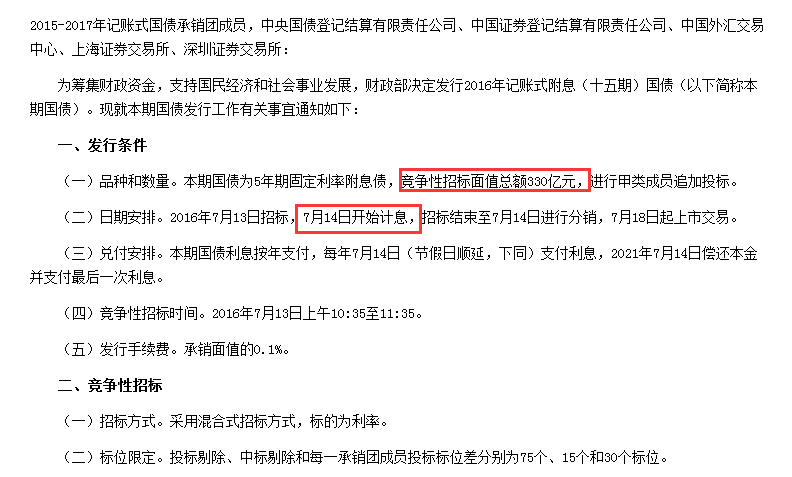 2015-2017年记账式国债承销团成员，中央国债登记结算有限责任公司、中国证券登记结算有限责任公司、中国外汇交易
中心、上海证券交易所、深圳证券交易所：
为筹集财政资金，支持国民经济和社会事业发展，财政部决定发行2016年记账式附息（十五期）国债（以下简称本
期国债）。现就本期国债发行工作有关事宜通知如下：
一、发行条件
（一）品种和数量。本期国债为5年期固定利率附息债，竞争性招标面值总额330亿元，进行甲类成员追加投标。
（二）日期安排。2016年7月13日招标，7月14日开始计息，招标结束至7月14日进行分销，7月18日起上市交易。
（三）兑付安排。本期国债利息按年支付，每年7月14日（节假日顺延，下同）支付利息，2021年7月14日偿还本金
并支付最后一次利息。
（四）竞争性招标时间。2016年7月13日上午10:35至11:35。
（五）发行手续费。承销面值的0.1%。
二、竞争性招标
（一）招标方式。采用混合式招标方式，标的为利率。
（二）标位限定。投标剔除、中标剔除和每一承销团成员投标标位差分别为75个、15个和30个标位。